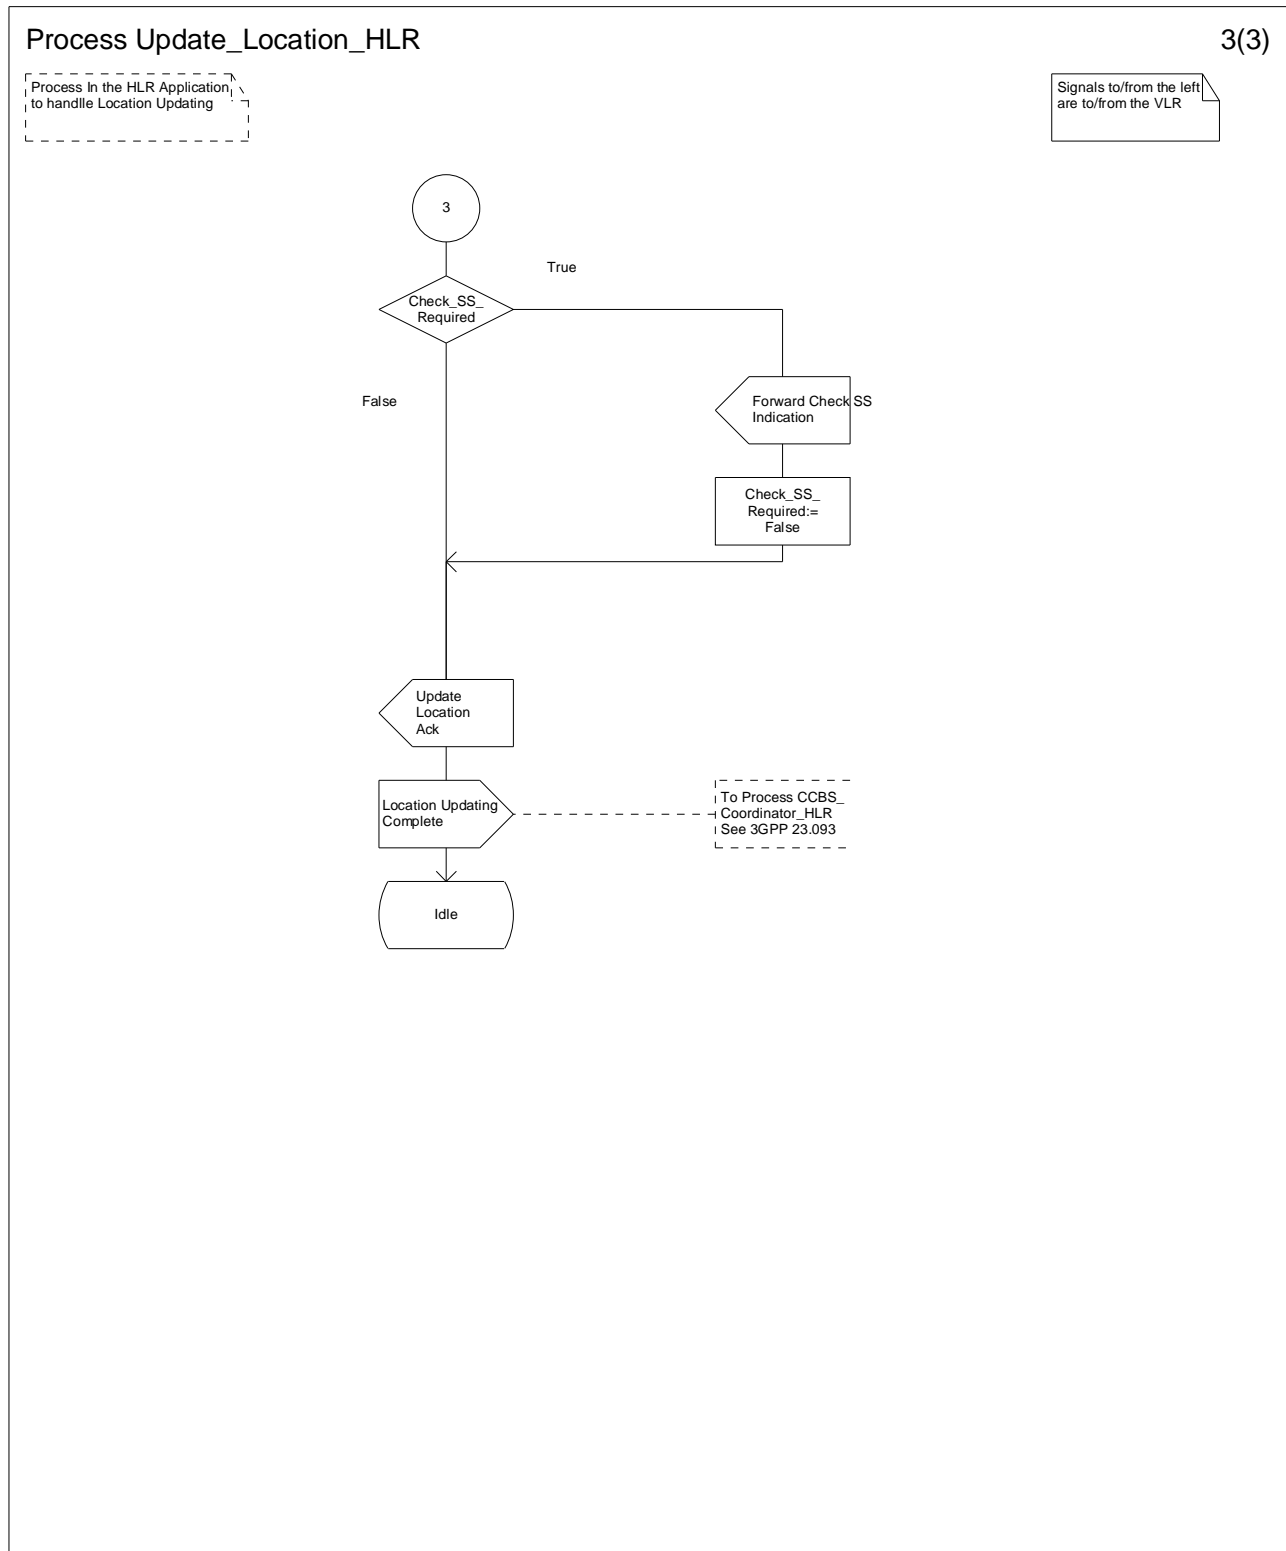 Process Update_Location_HLR
3(3)
Process In the HLR Application
to handlle Location Updating
Signals to/from the left
are to/from the VLR
3
True
Check_SS_
Required
False
Forward Check SS
Indication
Check_SS_
Required:=
False
Update
Location
Ack
Location Updating
Complete
To Process CCBS_
Coordinator_HLR
See 3GPP 23.093
Idle